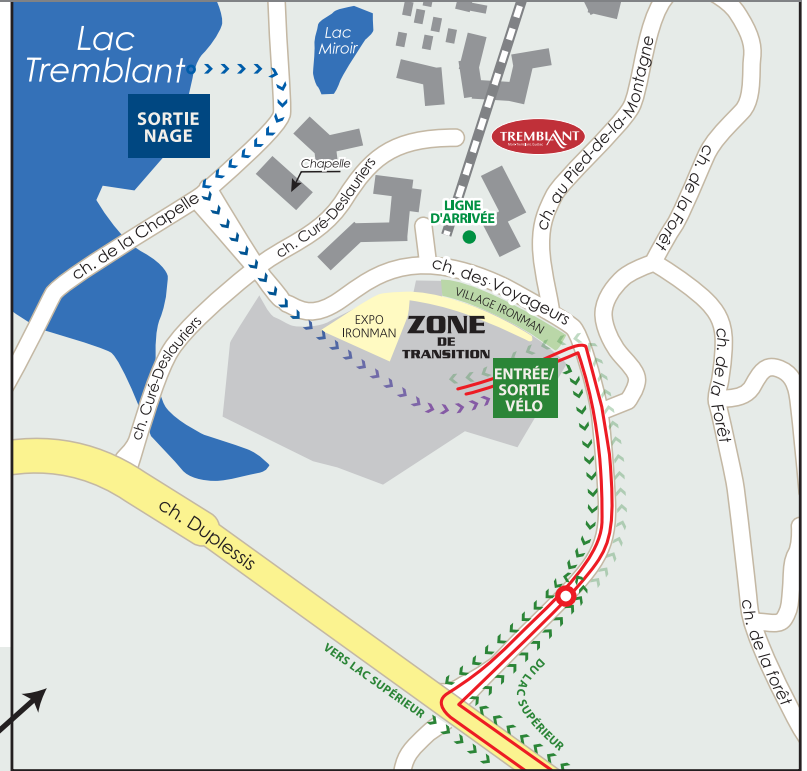 Lac
Tremblant
Lac
Miroir
SORTIE
NAGE
TREMBLANT
Chapelle
ch. au Pied-de-la-Montagne
ch. de la Forêt
ch. de la Chapelle
ch. Curé-Deslauriers
LIGNE
D'ARRIVÉE
ch. des Voyageurs
VILLAGE IRONMAN
EXPO
IRONMAN
ZONE
DE
TRANSITION
ENTRÉE/
SORTIE
VÉLO
ch. Curé-Deslauriers
ch. de la Forêt
ch. Duplessis
ch. de la forêt
VERS LAC SUPÉRIEUR
DU LAC SUPÉRIEUR